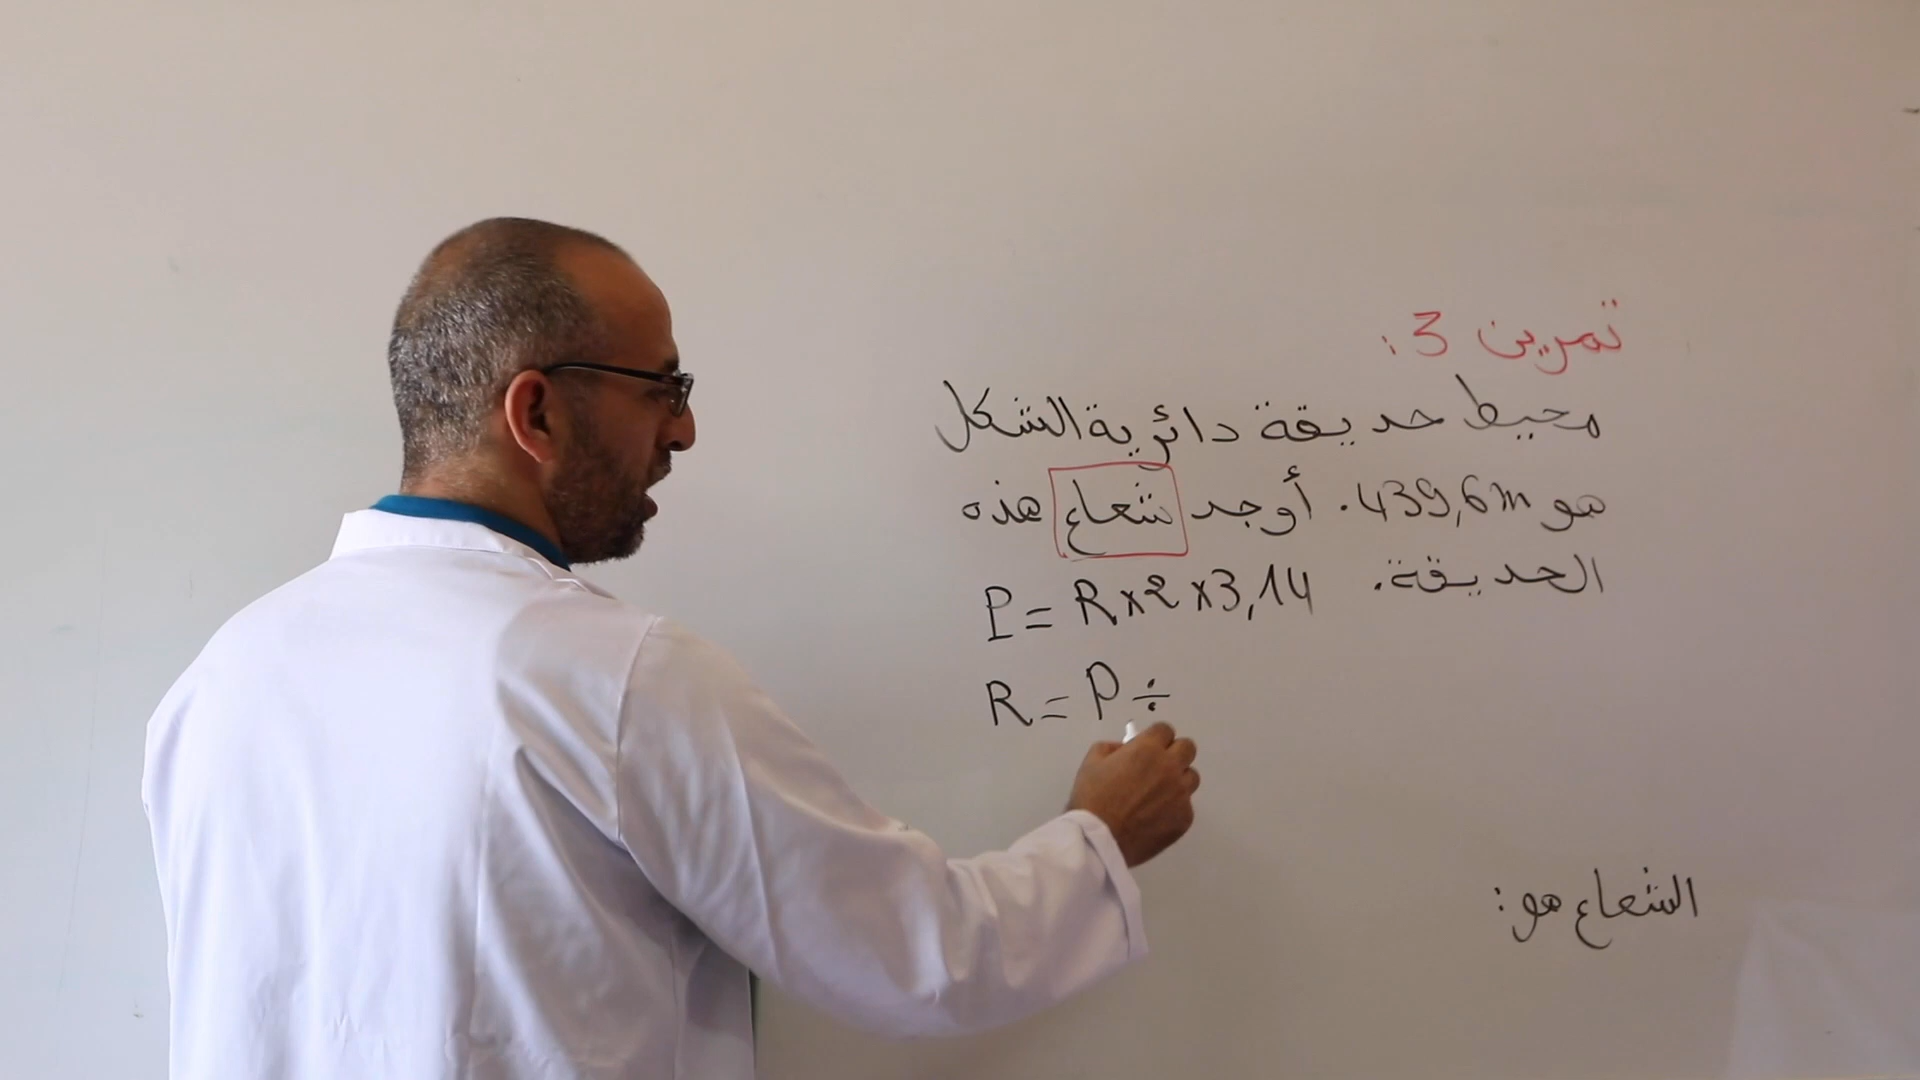 تمرين 3:
محيط حديقة دائرية الشكل
هو 439,6m. أوجد شعاع هذه
الحديقة.
P = R×2×3,14
R = P ÷
الشعاع هو: